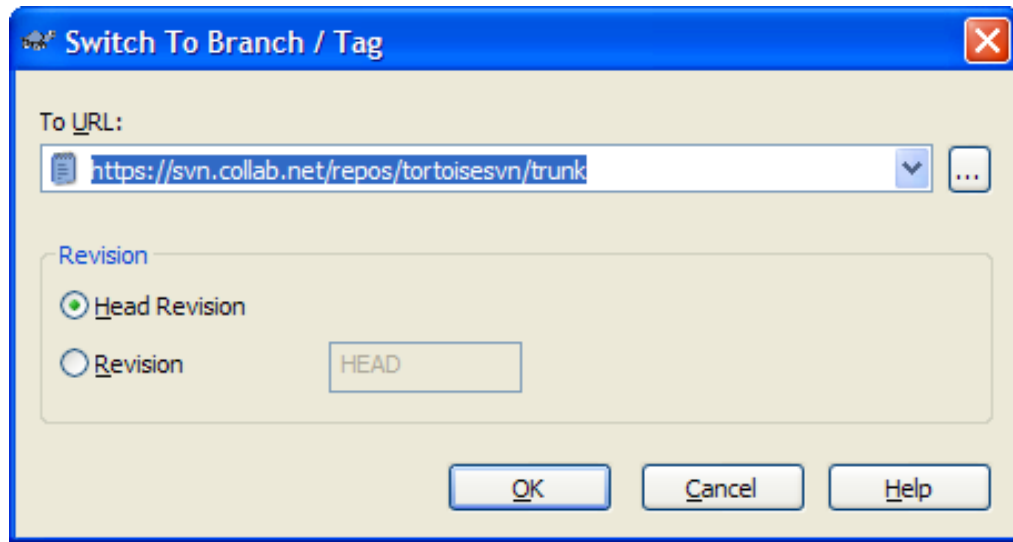 Switch To Branch / Tag
To URL:
https://svn.collab.net/repos/tortoisesvn/trunk
...
Revision
Head Revision
Revision HEAD
OK Cancel Help